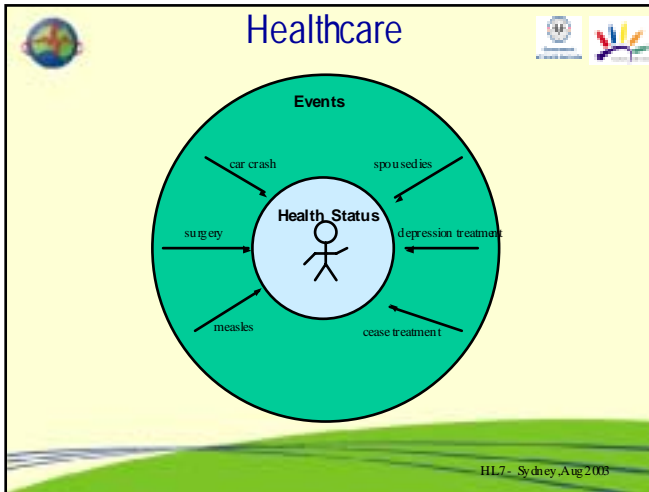 Healthcare
Events
car crash
spouse dies
surgery
Health Status
depression treatment
measles
cease treatment
HL7 - Sydney, Aug 2003